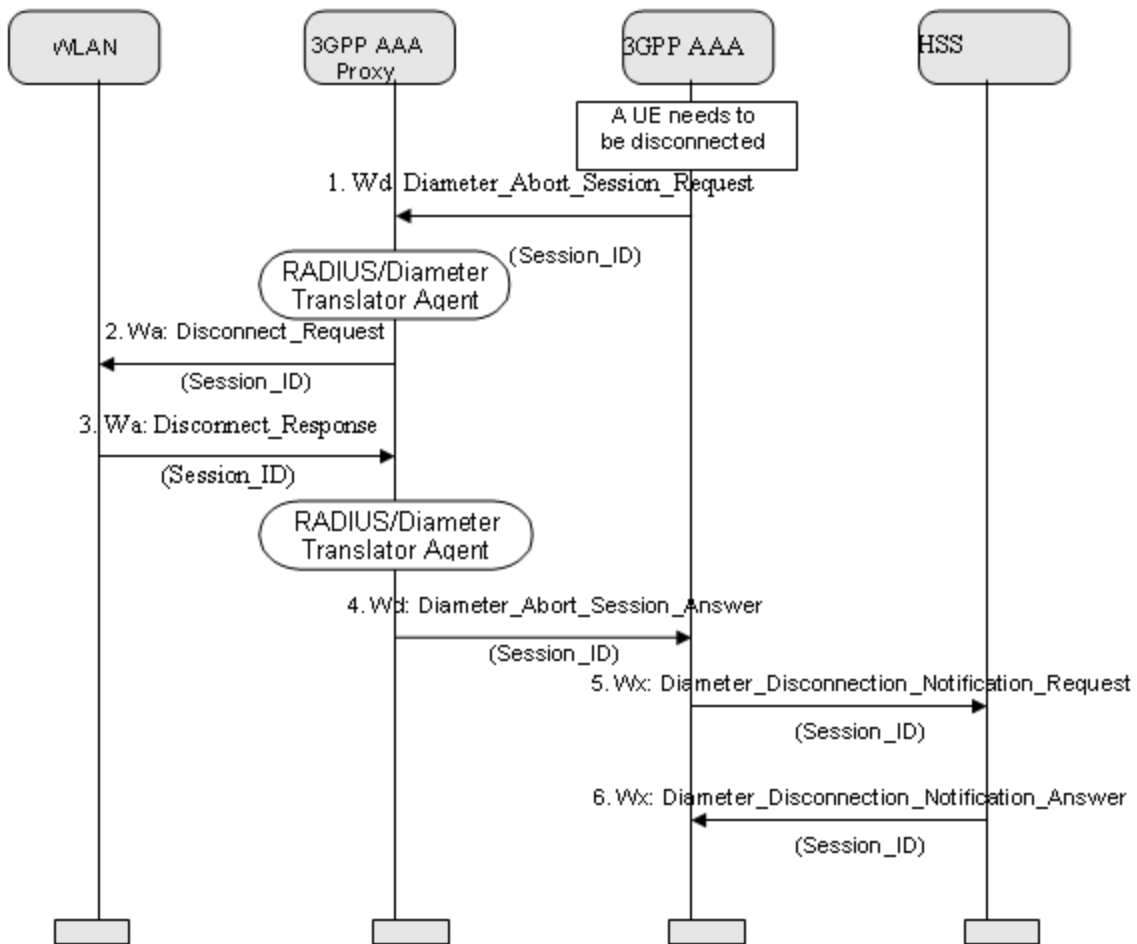 WLAN
3GPP AAA
Proxy
3GPP AAA
HSS
A UE needs to
be disconnected
1. Wd: Diameter_Abort_Session_Request
(Session_ID)
RADIUS/Diameter
Translator Agent
2. Wa: Disconnect_Request
(Session_ID)
3. Wa: Disconnect_Response
(Session_ID)
RADIUS/Diameter
Translator Agent
4. Wd: Diameter_Abort_Session_Answer
(Session_ID)
5. Wx: Diameter_Disconnection_Notification_Request
(Session_ID)
6. Wx: Diameter_Disconnection_Notification_Answer
(Session_ID)